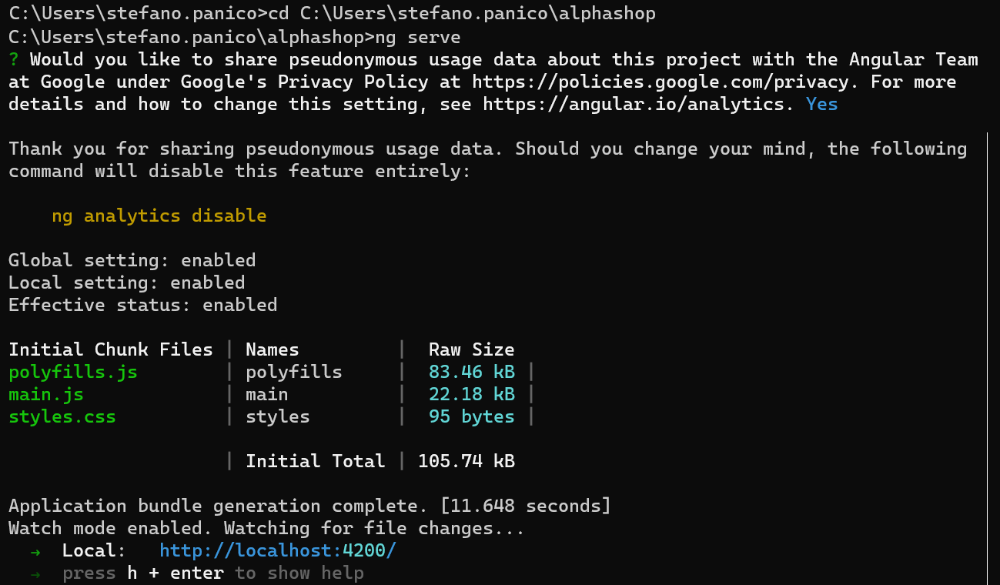 C:\Users\stefano.panico>cd C:\Users\stefano.panico\alphashop
C:\Users\stefano.panico\alphashop>ng serve
? Would you like to share pseudonymous usage data about this project with the Angular Team
at Google under Google's Privacy Policy at https://policies.google.com/privacy. For more
details and how to change this setting, see https://angular.io/analytics. Yes
Thank you for sharing pseudonymous usage data. Should you change your mind, the following
command will disable this feature entirely:
ng analytics disable
Global setting: enabled
Local setting: enabled
Effective status: enabled
Initial Chunk Files | Names | Raw Size
polyfills.js | polyfills | 83.46 kB |
main.js | main | 22.18 kB |
styles.css | styles | 95 bytes |
| Initial Total | 105.74 kB
Application bundle generation complete. [11.648 seconds]
Watch mode enabled. Watching for file changes...
→ Local: http://localhost:4200/
→ press h + enter to show help